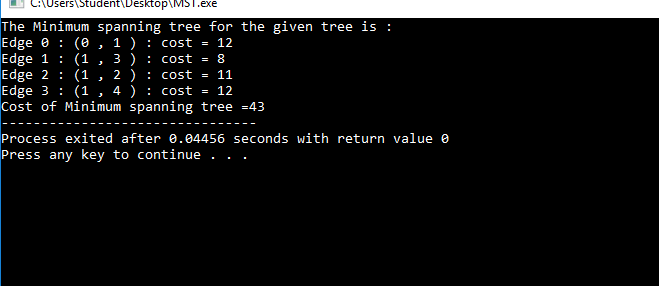 C:\Users\Student\Desktop\MST.exe
The Minimum spanning tree for the given tree is :
Edge 0 : (0 , 1 ) : cost = 12
Edge 1 : (1 , 3 ) : cost = 8
Edge 2 : (1 , 2 ) : cost = 11
Edge 3 : (1 , 4 ) : cost = 12
Cost of Minimum spanning tree =43
--------------------------------
Process exited after 0.04456 seconds with return value 0
Press any key to continue . . .